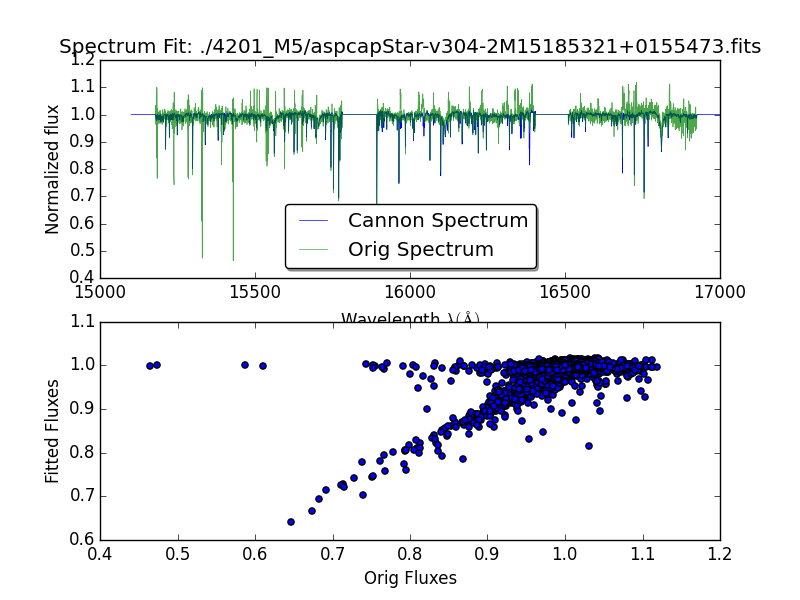 Spectrum Fit: ./4201_M5/aspcapStar-v304-2M15185321+0155473.fits
1.2
1.1
1.0
0.9
0.8
0.7
0.6
0.5
0.4
Normalized flux
Cannon Spectrum
Orig Spectrum
15000 15500 16000 16500 17000
Wavelength λ(Å)
1.1
1.0
0.9
0.8
0.7
0.6
Fitted Fluxes
0.4 0.5 0.6 0.7 0.8 0.9 1.0 1.1 1.2
Orig Fluxes